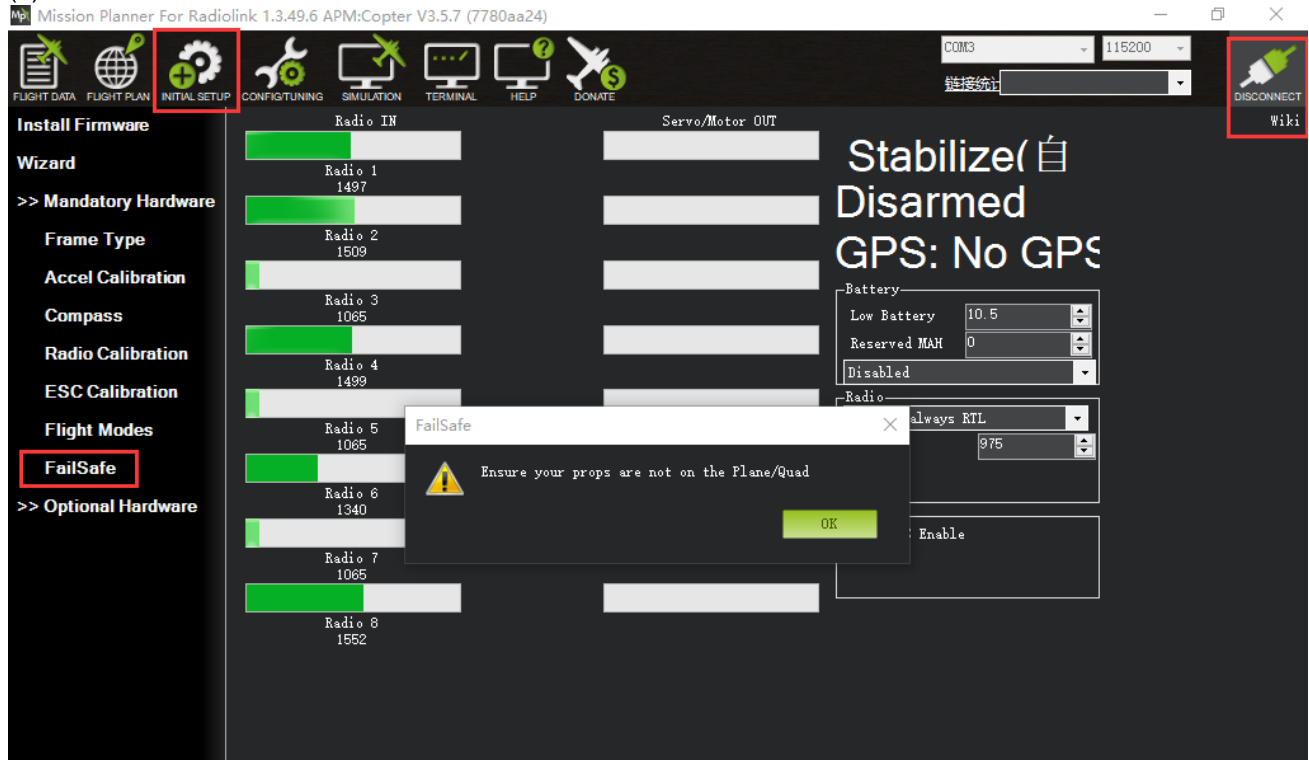 Mission Planner For Radiolink 1.3.49.6 APM:Copter V3.5.7 (7780aa24)
FLIGHT DATA
FLIGHT PLAN
INITIAL SETUP
CONFIG/TUNING
SIMULATION
TERMINAL
HELP
DONATE
COM3
115200
链接统计
DISCONNECT
Install Firmware
Wizard
>> Mandatory Hardware
Frame Type
Accel Calibration
Compass
Radio Calibration
ESC Calibration
Flight Modes
FailSafe
>> Optional Hardware
Radio IN
Radio 1
1497
Radio 2
1509
Radio 3
1065
Radio 4
1499
Radio 5
1065
Radio 6
1340
Radio 7
1065
Radio 8
1552
Servo/Motor OUT
Wiki
Stabilize(自
Disarmed
GPS: No GPS
Battery
Low Battery 10.5
Reserved MAH 0
Disabled
Radio
always RTL
975
Enable
FailSafe
Ensure your props are not on the Plane/Quad
OK